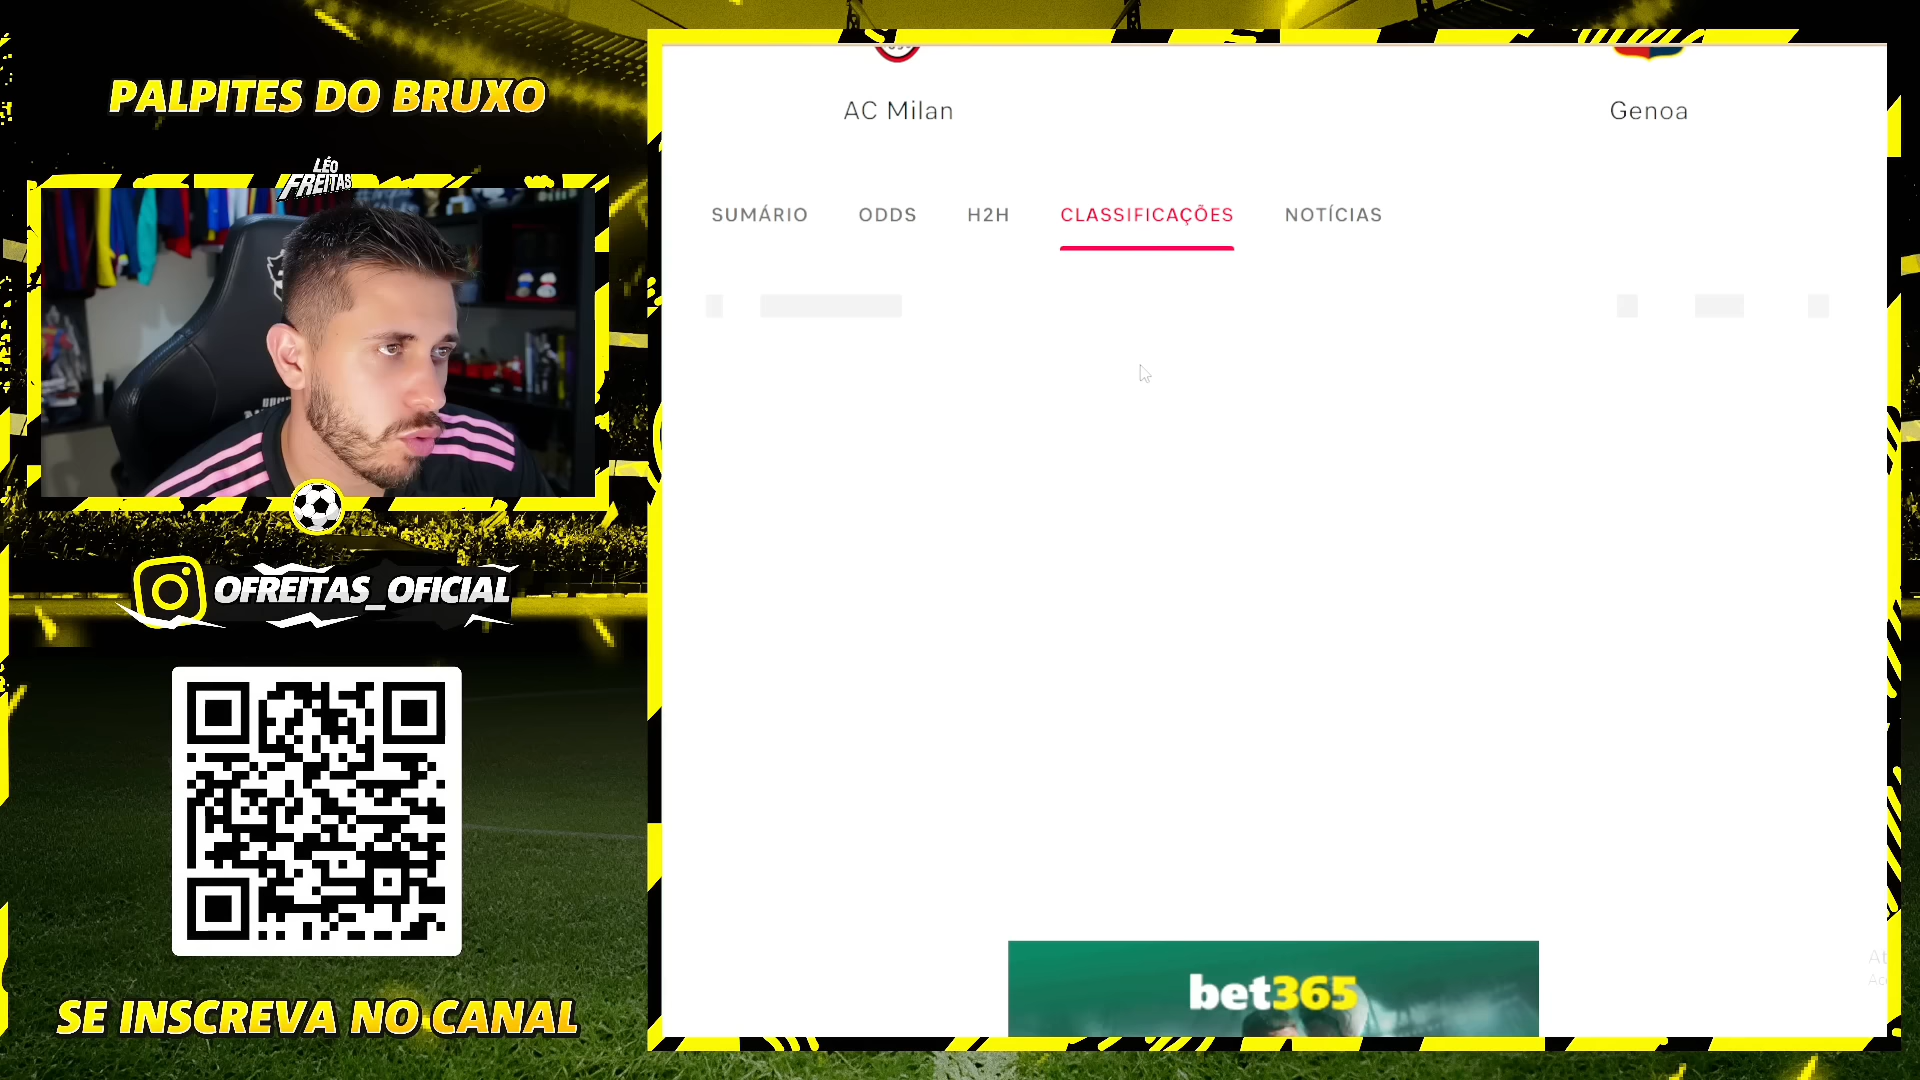 PALPITES DO BRUXO
LÉO
FREITAS
OFREITAS_OFICIAL
SE INSCREVA NO CANAL
AC Milan
Genoa
SUMÁRIO
ODDS
H2H
CLASSIFICAÇÕES
NOTÍCIAS
bet365